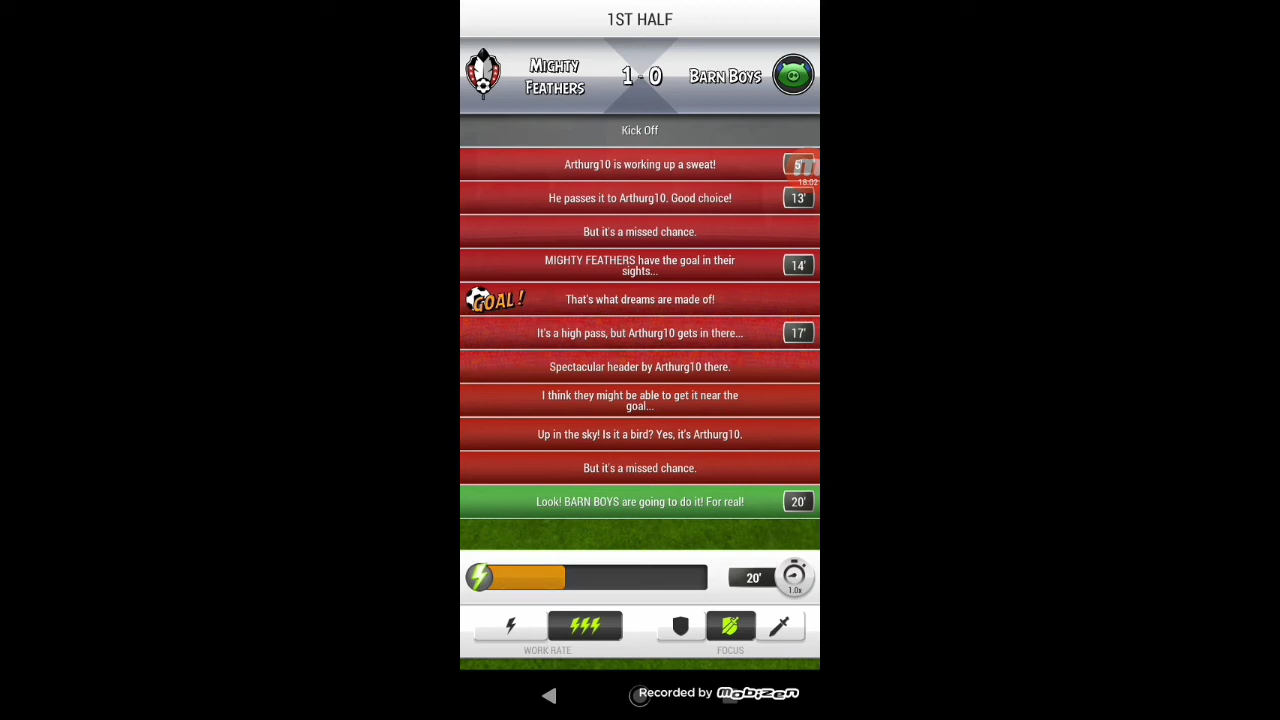 1ST HALF
MIGHTY
FEATHERS
1 - 0
BARN BOYS
Kick Off
Arthurg10 is working up a sweat!
5'
18:02
He passes it to Arthurg10. Good choice!
13'
But it's a missed chance.
MIGHTY FEATHERS have the goal in their
sights...
14'
GOAL!
That's what dreams are made of!
It's a high pass, but Arthurg10 gets in there...
17'
Spectacular header by Arthurg10 there.
I think they might be able to get it near the
goal...
Up in the sky! Is it a bird? Yes, it's Arthurg10.
But it's a missed chance.
Look! BARN BOYS are going to do it! For real!
20'
20'
1.0x
WORK RATE
FOCUS
Recorded by Mobizen